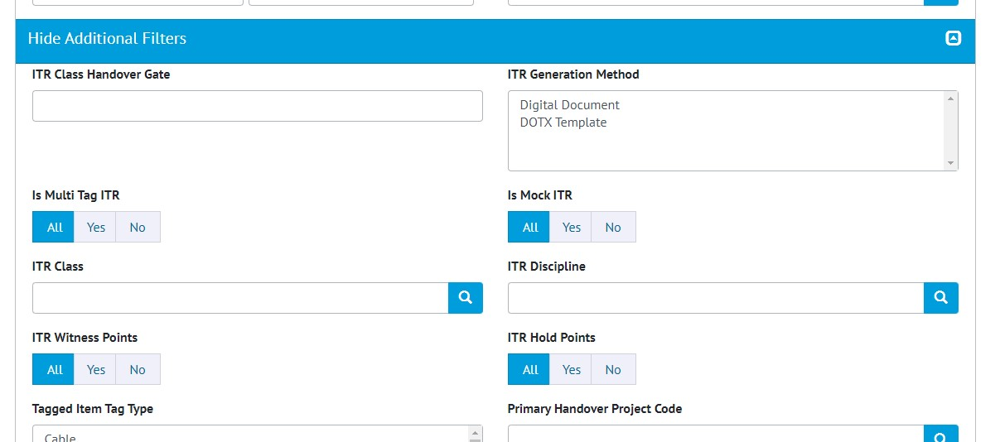 Hide Additional Filters
ITR Class Handover Gate
ITR Generation Method
Digital Document
DOTX Template
Is Multi Tag ITR
Is Mock ITR
All Yes No
All Yes No
ITR Class
ITR Discipline
ITR Witness Points
ITR Hold Points
All Yes No
All Yes No
Tagged Item Tag Type
Primary Handover Project Code
Cable